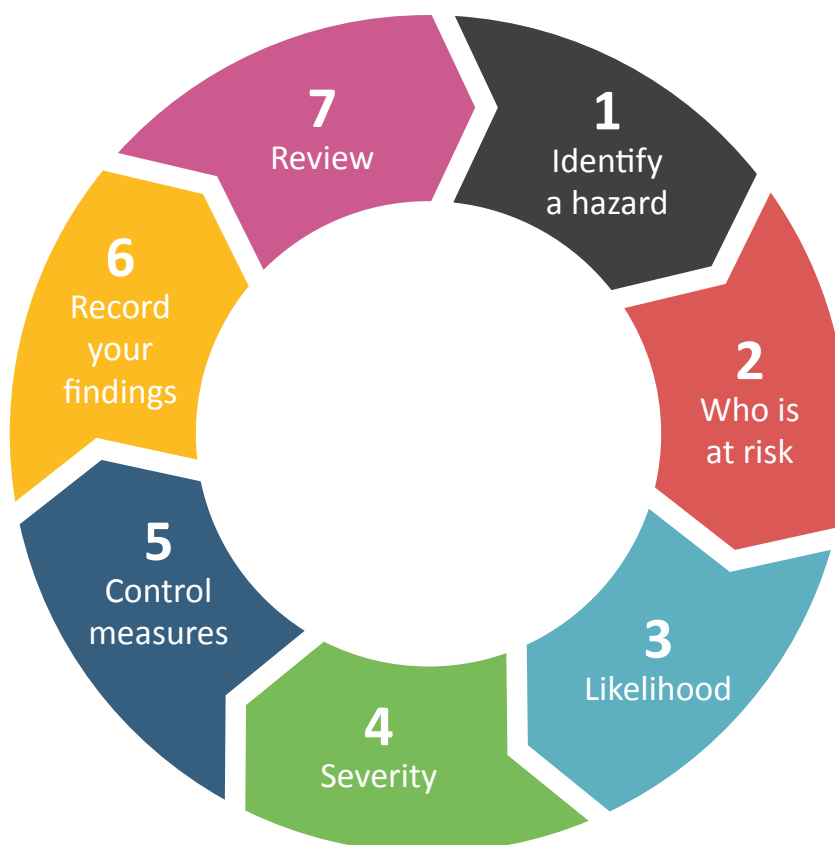 1
Identify
a hazard
2
Who is
at risk
3
Likelihood
4
Severity
5
Control
measures
6
Record
your
findings
7
Review